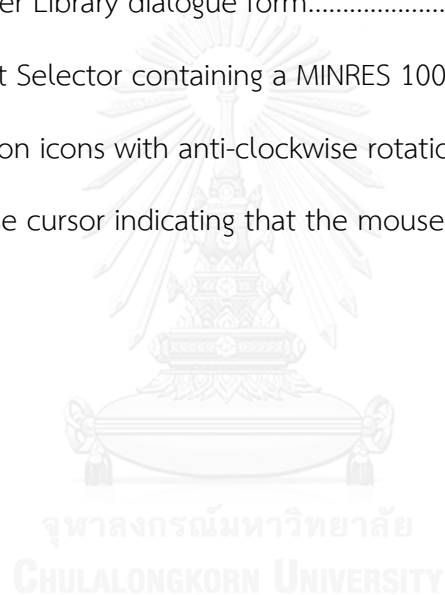 er Library dialogue form....................
t Selector containing a MINRES 100
on icons with anti-clockwise rotatio
se cursor indicating that the mouse
จุฬาลงกรณ์มหาวิทยาลัย
CHULALONGKORN UNIVERSITY